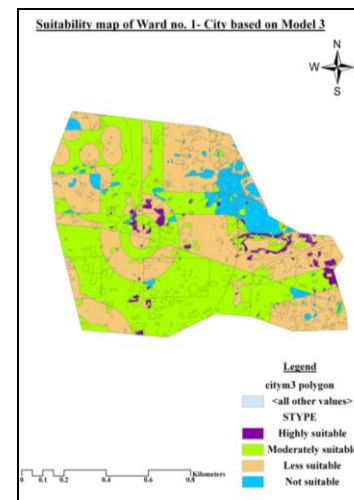 Suitability map of Ward no. 1- City based on Model 3
N
W E
S
Legend
citym3 polygon
<all other values>
STYPE
Highly suitable
Moderately suitable
Less suitable
Not suitable
Kilometers
0 0.1 0.2 0.4 0.6 0.8